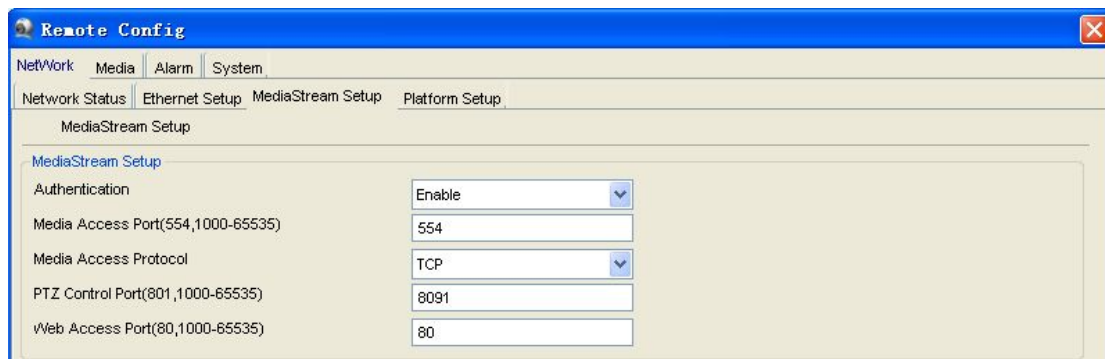 Remote Config
NetWork Media Alarm System
Network Status Ethernet Setup MediaStream Setup Platform Setup
MediaStream Setup
MediaStream Setup
Authentication Enable
Media Access Port(554,1000-65535) 554
Media Access Protocol TCP
PTZ Control Port(801,1000-65535) 8091
Web Access Port(80,1000-65535) 80